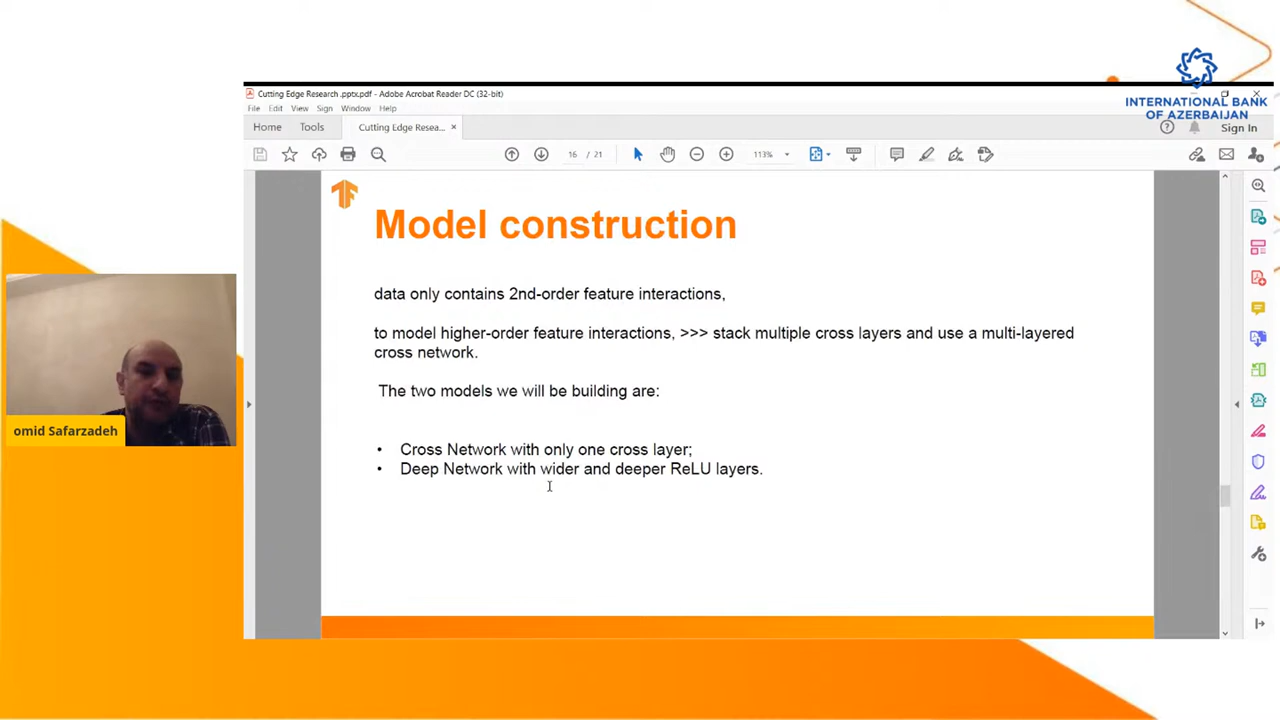 INTERNATIONAL BANK
OF AZERBAIJAN
Cutting Edge Research .pptx.pdf - Adobe Acrobat Reader DC (32-bit)
File Edit View Sign Window Help
Home Tools Cutting Edge Resea... ×
Sign In
16 / 21
113%
Model construction
data only contains 2nd-order feature interactions,
to model higher-order feature interactions, >>> stack multiple cross layers and use a multi-layered
cross network.
The two models we will be building are:
• Cross Network with only one cross layer;
• Deep Network with wider and deeper ReLU layers.
omid Safarzadeh